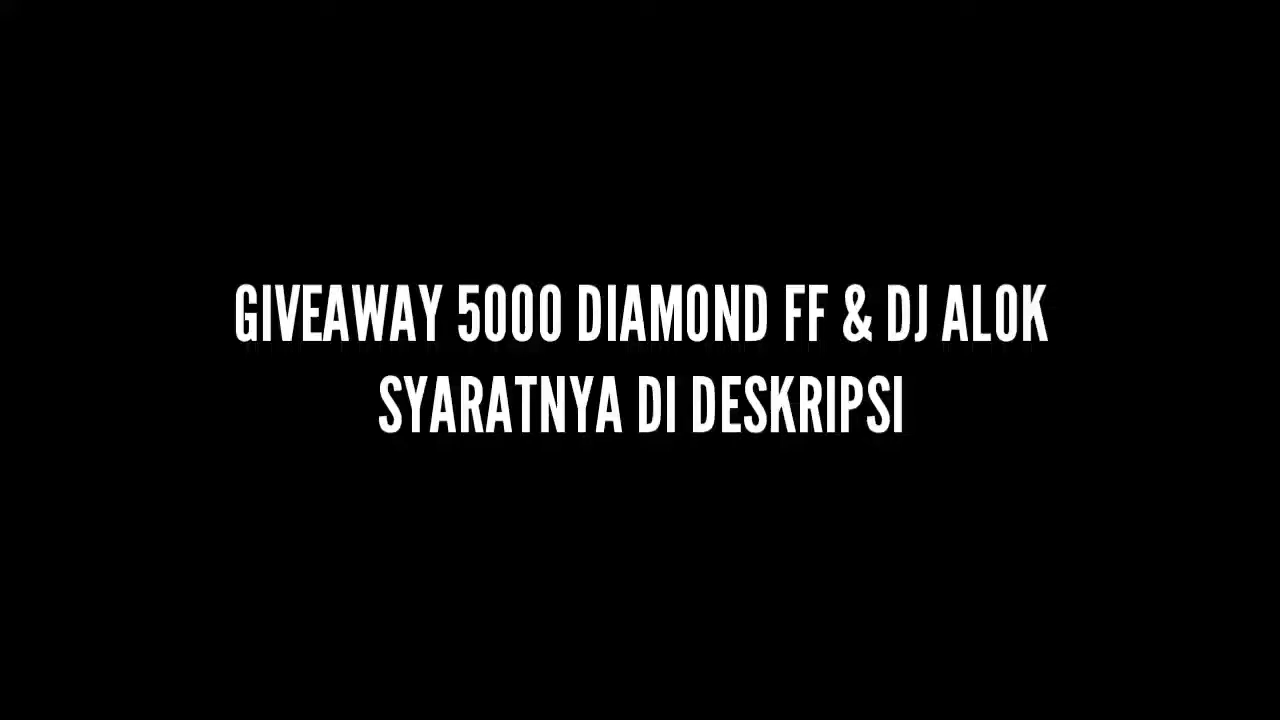 GIVEAWAY 5000 DIAMOND FF & DJ ALOK
SYARATNYA DI DESKRIPSI